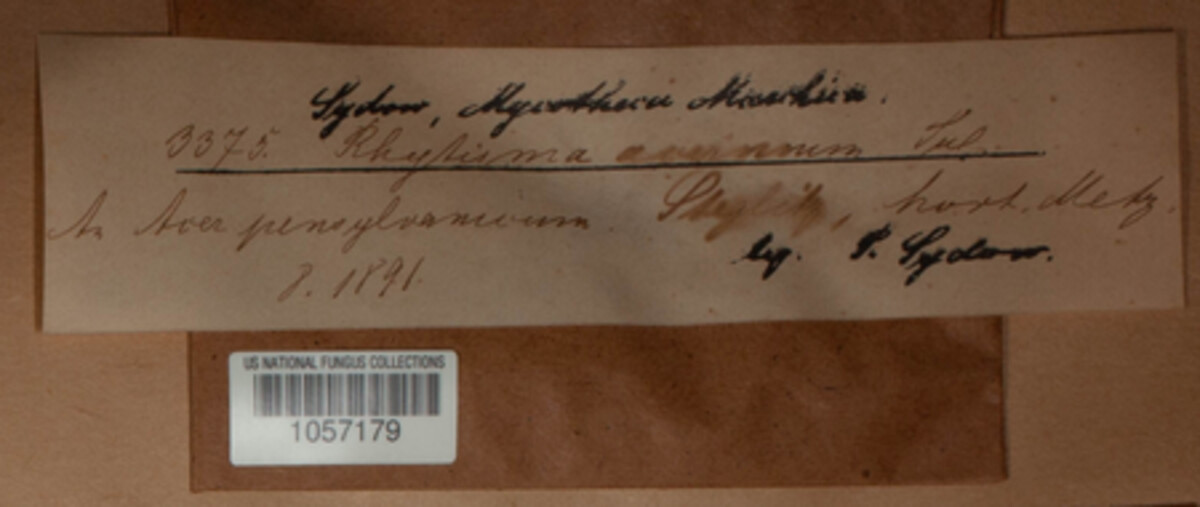 Sydow, Mycotheca Marchica.
3375. Rhytisma acerinum Tul.
An Acer pensylvanicum. Steglitz, hort. Metz.
8. 1891.
leg. P. Sydow.
US NATIONAL FUNGUS COLLECTIONS
1057179